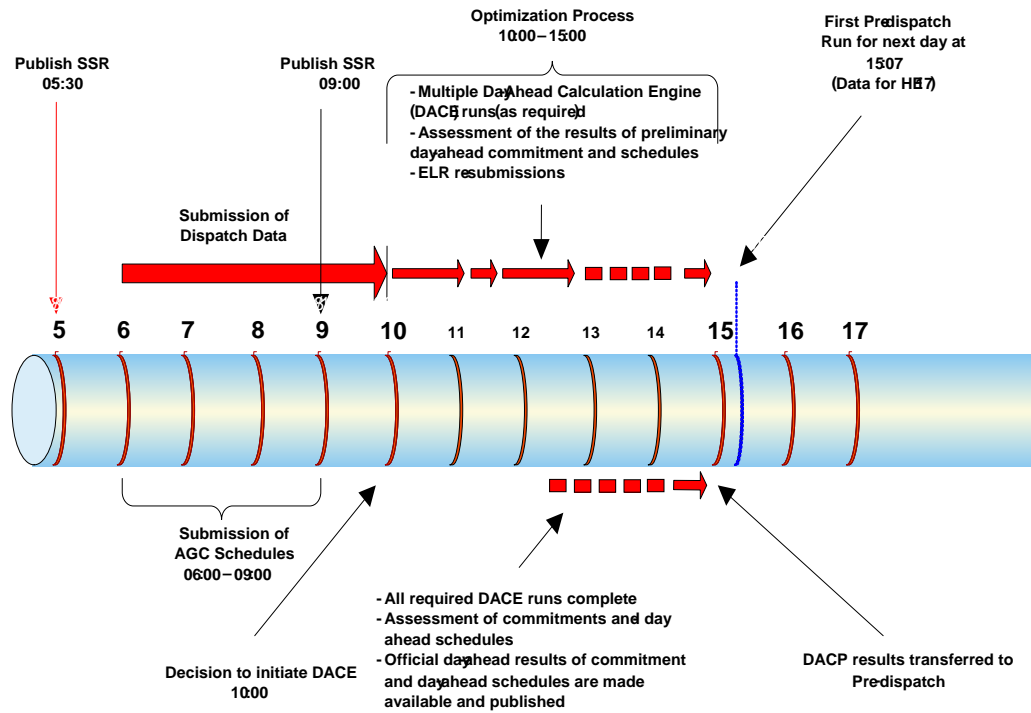 Optimization Process
10:00 – 15:00
First Pre-dispatch
Run for next day at
15:07
(Data for HE17)
Publish SSR
05:30
Publish SSR
09:00
- Multiple Day-Ahead Calculation Engine
(DACE) runs (as required)
- Assessment of the results of preliminary
day-ahead commitment and schedules
- ELR re-submissions
Submission of
Dispatch Data
5 6 7 8 9 10 11 12 13 14 15 16 17
Submission of
AGC Schedules
06:00 – 09:00
- All required DACE runs complete
- Assessment of commitments and day-
ahead schedules
- Official day-ahead results of commitment
and day-ahead schedules are made
available and published
Decision to initiate DACE
10:00
DACP results transferred to
Pre-dispatch